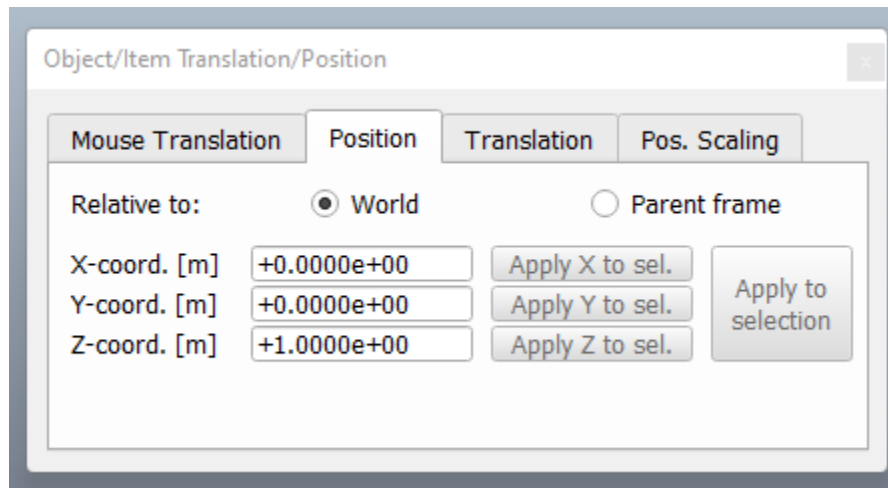 Object/Item Translation/Position
x
Mouse Translation Position Translation Pos. Scaling
Relative to: World Parent frame
X-coord. [m] +0.0000e+00 Apply X to sel.
Y-coord. [m] +0.0000e+00 Apply Y to sel.
Z-coord. [m] +1.0000e+00 Apply Z to sel.
Apply to
selection